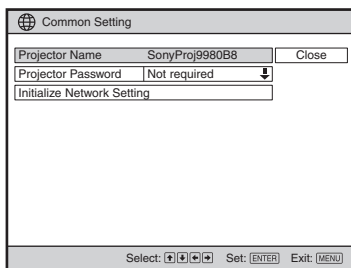 Common Setting
Projector Name SonyProj9980B8 Close
Projector Password Not required
Initialize Network Setting
Select: Set: ENTER Exit: MENU